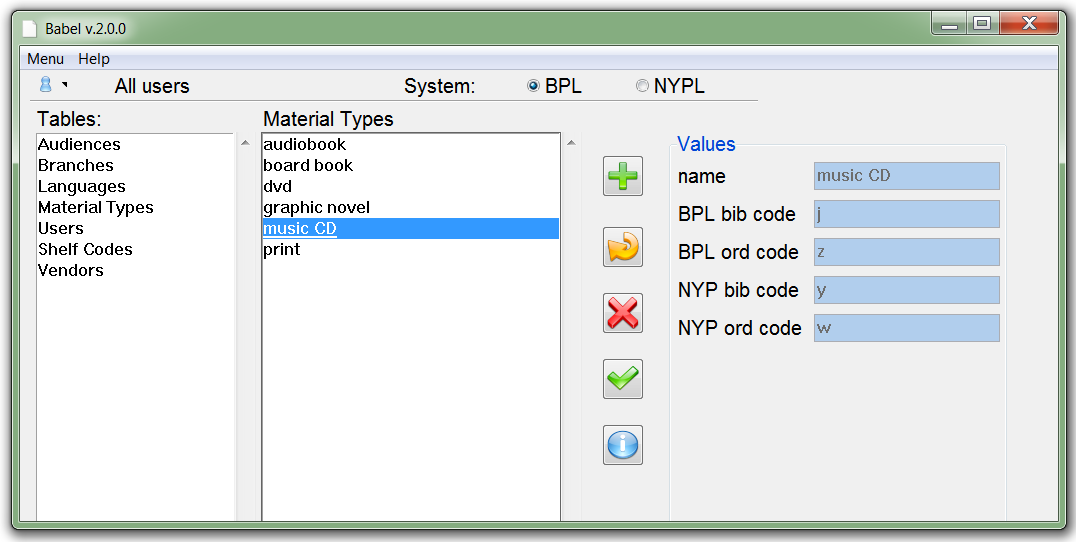 Babel v.2.0.0
Menu Help
All users System: BPL NYPL
Tables:
Audiences
Branches
Languages
Material Types
Users
Shelf Codes
Vendors
Material Types
audiobook
board book
dvd
graphic novel
music CD
print
Values
name music CD
BPL bib code j
BPL ord code z
NYP bib code y
NYP ord code w